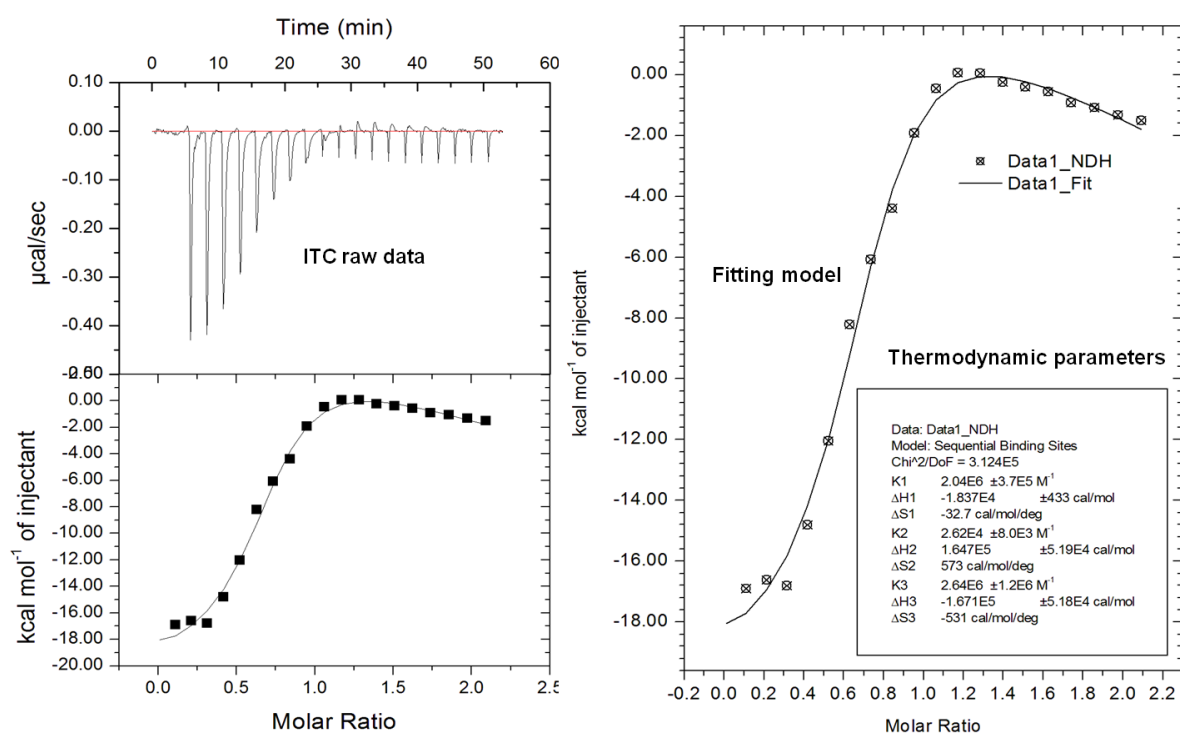 Time (min)
0 10 20 30 40 50 60
0.10
0.00
-0.10
-0.20
-0.30
-0.40
µcal/sec
ITC raw data
0.00
-2.00
-4.00
-6.00
-8.00
-10.00
-12.00
-14.00
-16.00
-18.00
-20.00
kcal mol⁻¹ of injectant
0.0 0.5 1.0 1.5 2.0 2.5
Molar Ratio
0.00
-2.00
-4.00
-6.00
-8.00
-10.00
-12.00
-14.00
-16.00
-18.00
kcal mol⁻¹ of injectant
Data1_NDH
Data1_Fit
Fitting model
Thermodynamic parameters
Data: Data1_NDH
Model: Sequential Binding Sites
Chi^2/DoF = 3.124E5
K1 2.04E6 ±3.7E5 M⁻¹
ΔH1 -1.837E4 ±433 cal/mol
ΔS1 -32.7 cal/mol/deg
K2 2.62E4 ±8.0E3 M⁻¹
ΔH2 1.647E5 ±5.19E4 cal/mol
ΔS2 573 cal/mol/deg
K3 2.64E6 ±1.2E6 M⁻¹
ΔH3 -1.671E5 ±5.18E4 cal/mol
ΔS3 -531 cal/mol/deg
-0.2 0.0 0.2 0.4 0.6 0.8 1.0 1.2 1.4 1.6 1.8 2.0 2.2
Molar Ratio